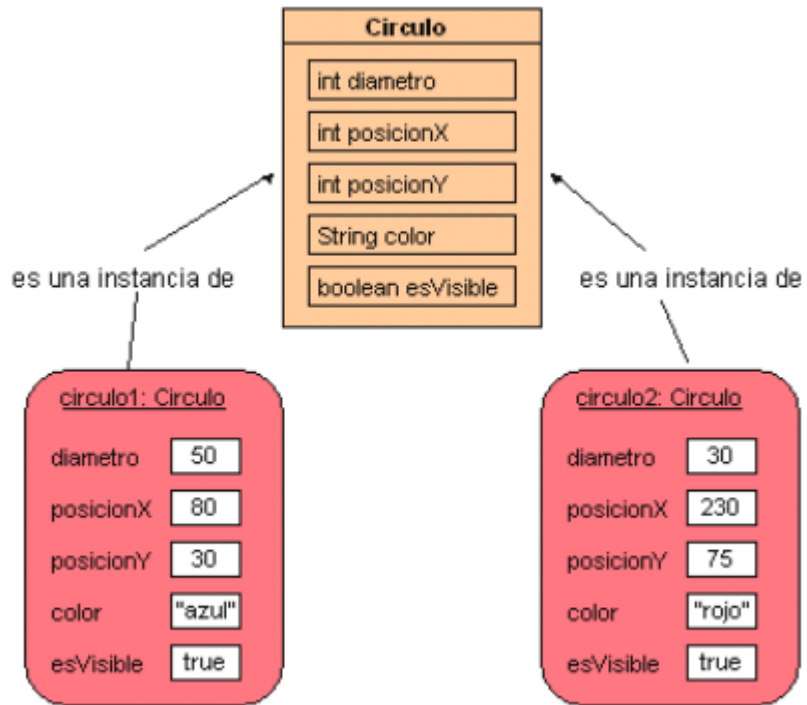 Circulo
int diametro
int posicionX
int posicionY
String color
boolean esVisible
es una instancia de
es una instancia de
circulo1: Circulo
diametro 50
posicionX 80
posicionY 30
color "azul"
esVisible true
circulo2: Circulo
diametro 30
posicionX 230
posicionY 75
color "rojo"
esVisible true